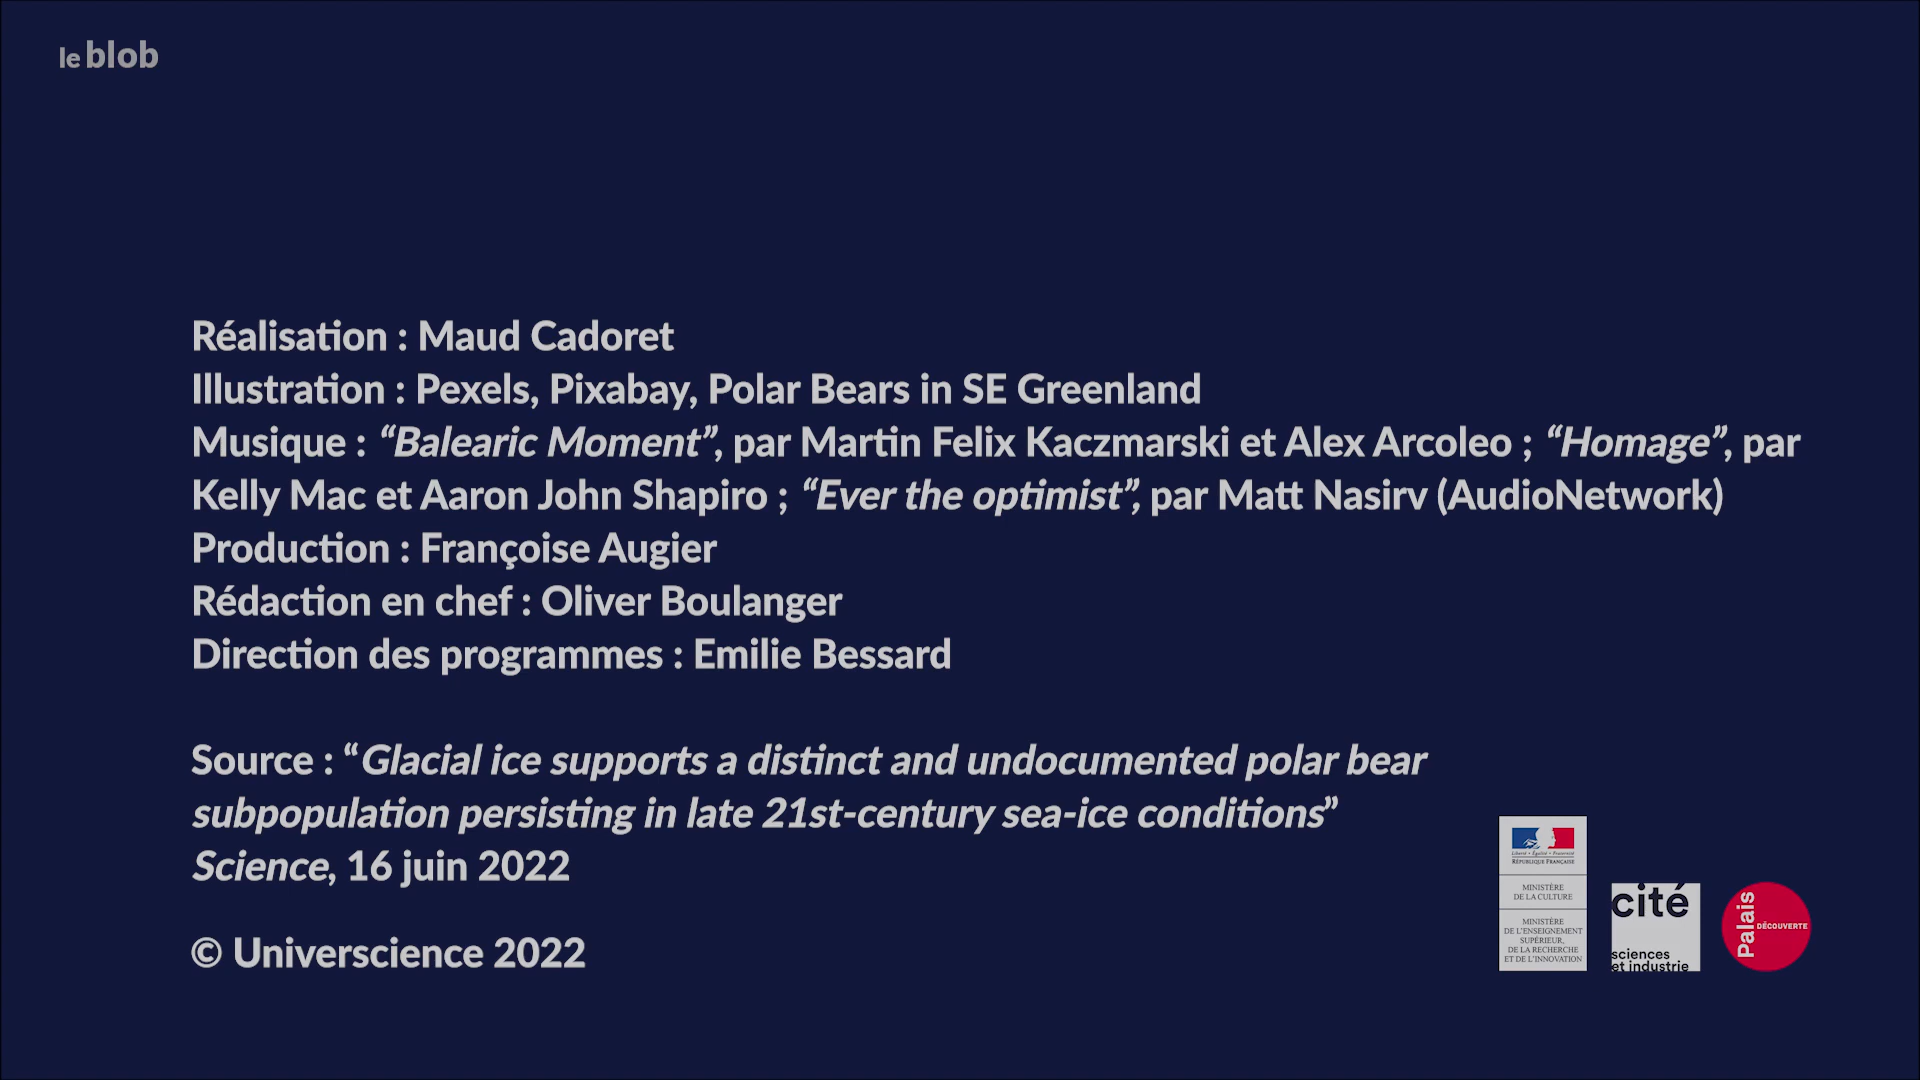 le blob
Réalisation : Maud Cadoret
Illustration : Pexels, Pixabay, Polar Bears in SE Greenland
Musique : “Balearic Moment”, par Martin Felix Kaczmarski et Alex Arcoleo ; “Homage”, par
Kelly Mac et Aaron John Shapiro ; “Ever the optimist”, par Matt Nasirv (AudioNetwork)
Production : Françoise Augier
Rédaction en chef : Oliver Boulanger
Direction des programmes : Emilie Bessard
Source : “Glacial ice supports a distinct and undocumented polar bear
subpopulation persisting in late 21st-century sea-ice conditions”
Science, 16 juin 2022
© Universcience 2022
Liberté • Égalité • Fraternité
RÉPUBLIQUE FRANÇAISE
MINISTÈRE
DE LA CULTURE
MINISTÈRE
DE L'ENSEIGNEMENT
SUPÉRIEUR,
DE LA RECHERCHE
ET DE L'INNOVATION
cité
sciences
et industrie
Palais
DÉCOUVERTE